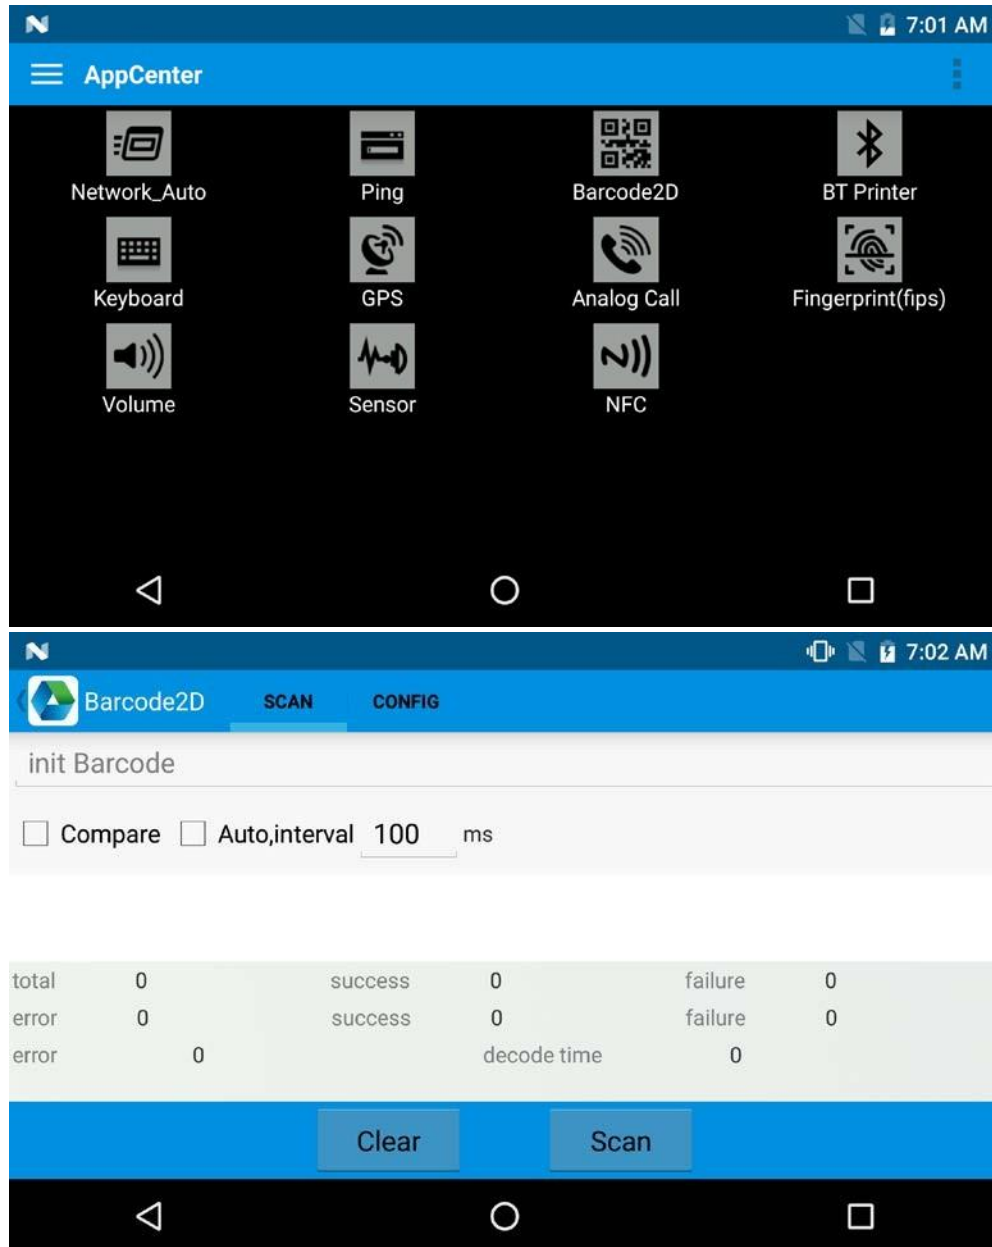 7:01 AM
AppCenter
Network_Auto Ping Barcode2D BT Printer
Keyboard GPS Analog Call Fingerprint(fips)
Volume Sensor NFC
7:02 AM
Barcode2D SCAN CONFIG
init Barcode
Compare Auto,interval 100 ms
total 0 success 0 failure 0
error 0 success 0 failure 0
error 0 decode time 0
Clear Scan